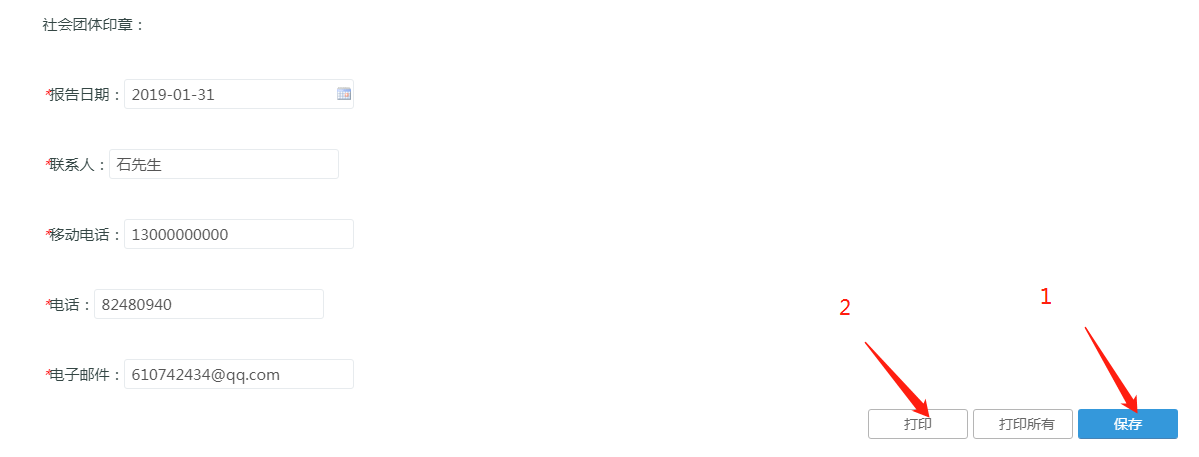 社会团体印章：
*报告日期：2019-01-31
*联系人：石先生
*移动电话：13000000000
*电话：82480940
*电子邮件：610742434@qq.com
2
1
打印
打印所有
保存